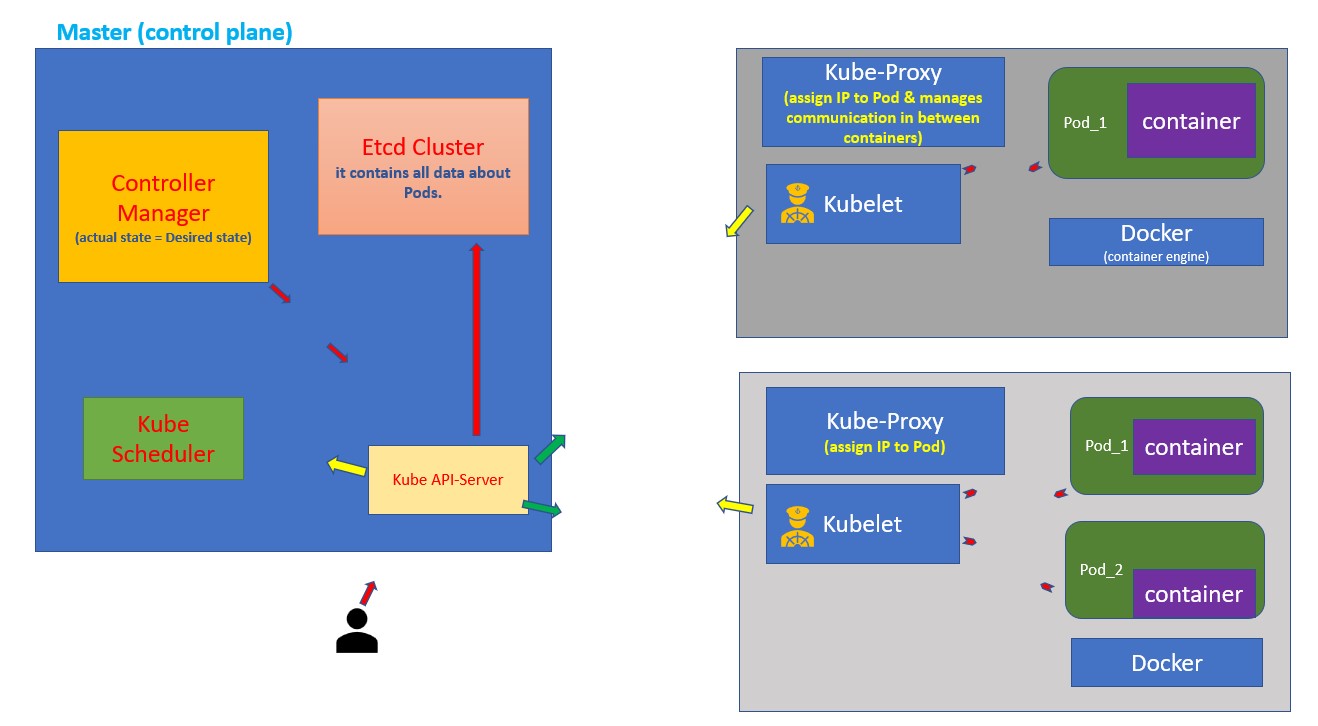 Master (control plane)
Controller
Manager
(actual state = Desired state)
Etcd Cluster
it contains all data about
Pods.
Kube
Scheduler
Kube API-Server
Kube-Proxy
(assign IP to Pod & manages
communication in between
containers)
Kubelet
Pod_1
container
Docker
(container engine)
Kube-Proxy
(assign IP to Pod)
Kubelet
Pod_1
container
Pod_2
container
Docker